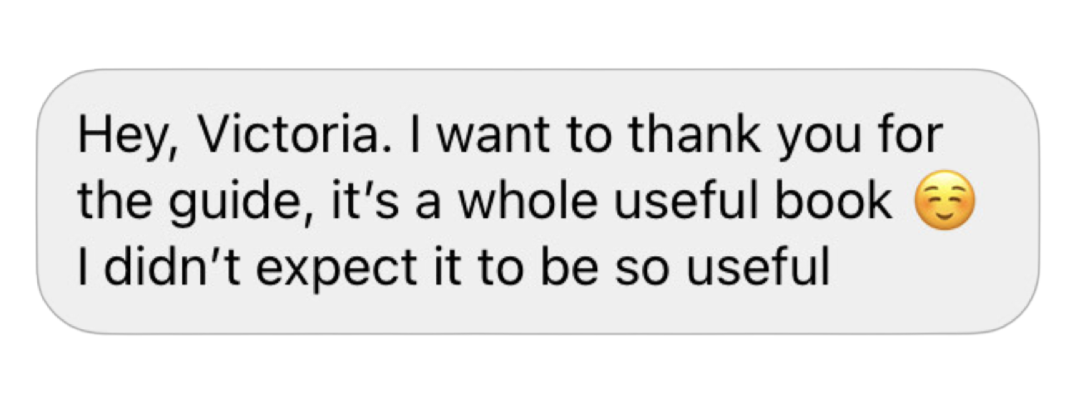 Hey, Victoria. I want to thank you for
the guide, it’s a whole useful book ☺️
I didn’t expect it to be so useful